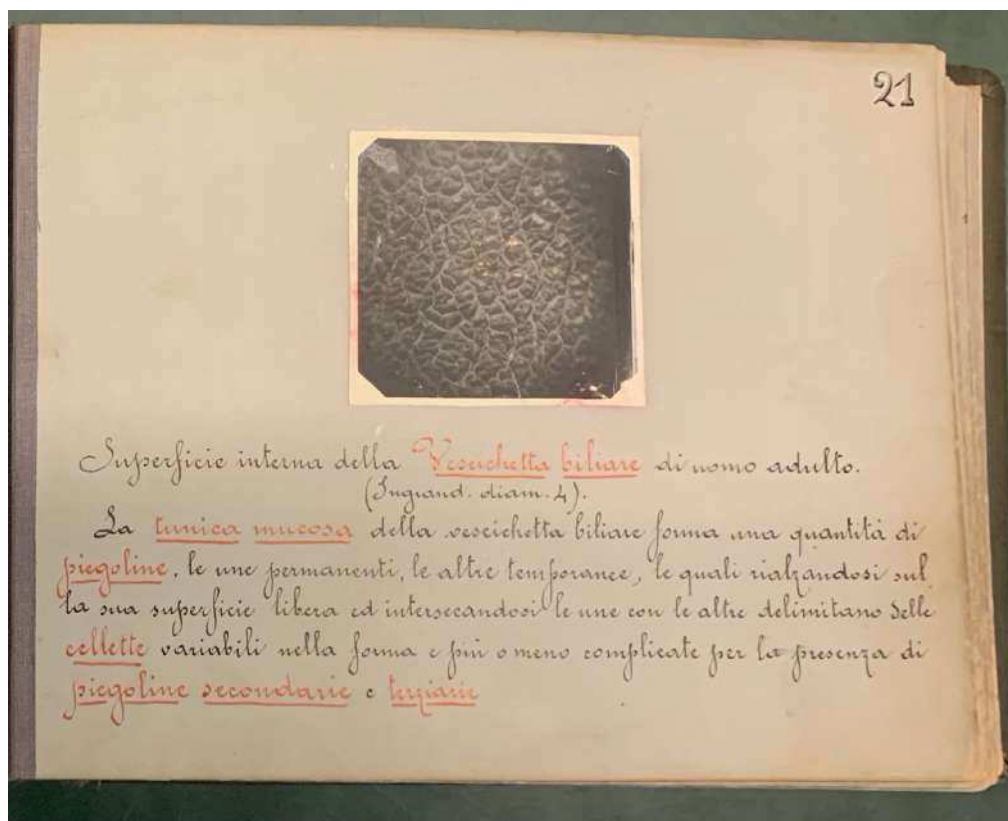 21
Superficie interna della Vescichetta biliare di uomo adulto.
(Ingrand. diam. 4).
La tunica mucosa della vescichetta biliare forma una quantità di
piegoline, le une permanenti, le altre temporanee, le quali rialzandosi sul
la sua superficie libera ed intersecandosi le une con le altre delimitano delle
cellette variabili nella forma e più o meno complicate per la presenza di
piegoline secondarie e terziarie